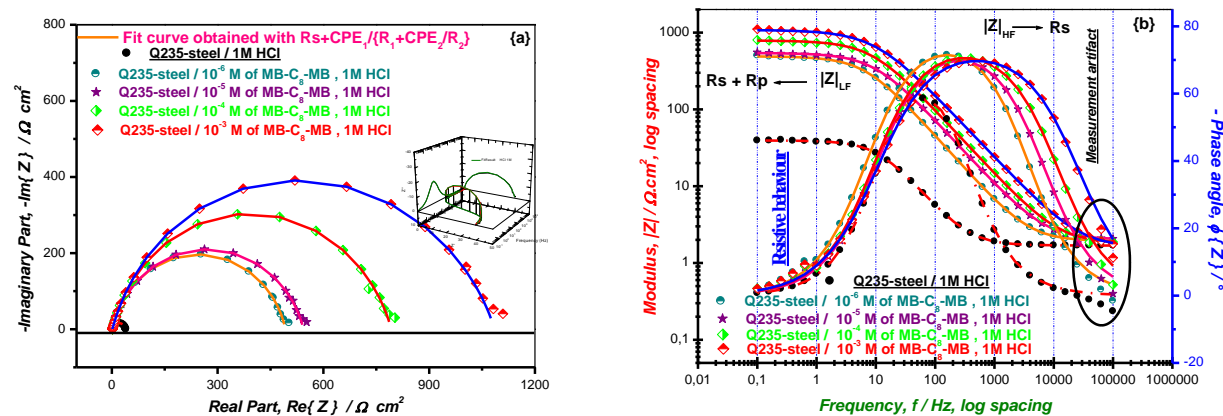 800
600
400
200
0
0
300
600
900
1200
-Imaginary Part, -Im{ Z } / Ω cm²
Real Part, Re{ Z } / Ω cm²
{a}
Fit curve obtained with Rs+CPE₁/{R₁+CPE₂/R₂}
Q235-steel / 1M HCl
Q235-steel / 10⁻⁶ M of MB-C₈-MB , 1M HCl
Q235-steel / 10⁻⁵ M of MB-C₈-MB , 1M HCl
Q235-steel / 10⁻⁴ M of MB-C₈-MB , 1M HCl
Q235-steel / 10⁻³ M of MB-C₈-MB , 1M HCl
Frequency (Hz)
{b}
|Z|HF → Rs
Rs + Rp ← |Z|LF
Measurement artifact
Resistive behaviour
Q235-steel / 1M HCl
Q235-steel / 10⁻⁶ M of MB-C₈-MB , 1M HCl
Q235-steel / 10⁻⁵ M of MB-C₈-MB , 1M HCl
Q235-steel / 10⁻⁴ M of MB-C₈-MB , 1M HCl
Q235-steel / 10⁻³ M of MB-C₈-MB , 1M HCl
1000
100
10
1
0,1
Modulus, |Z| / Ω.cm², log spacing
80
60
40
20
0
-20
- Phase angle, ϕ{ Z } / °
0,01
0,1
1
10
100
1000
10000
100000
1000000
Frequency, f / Hz, log spacing